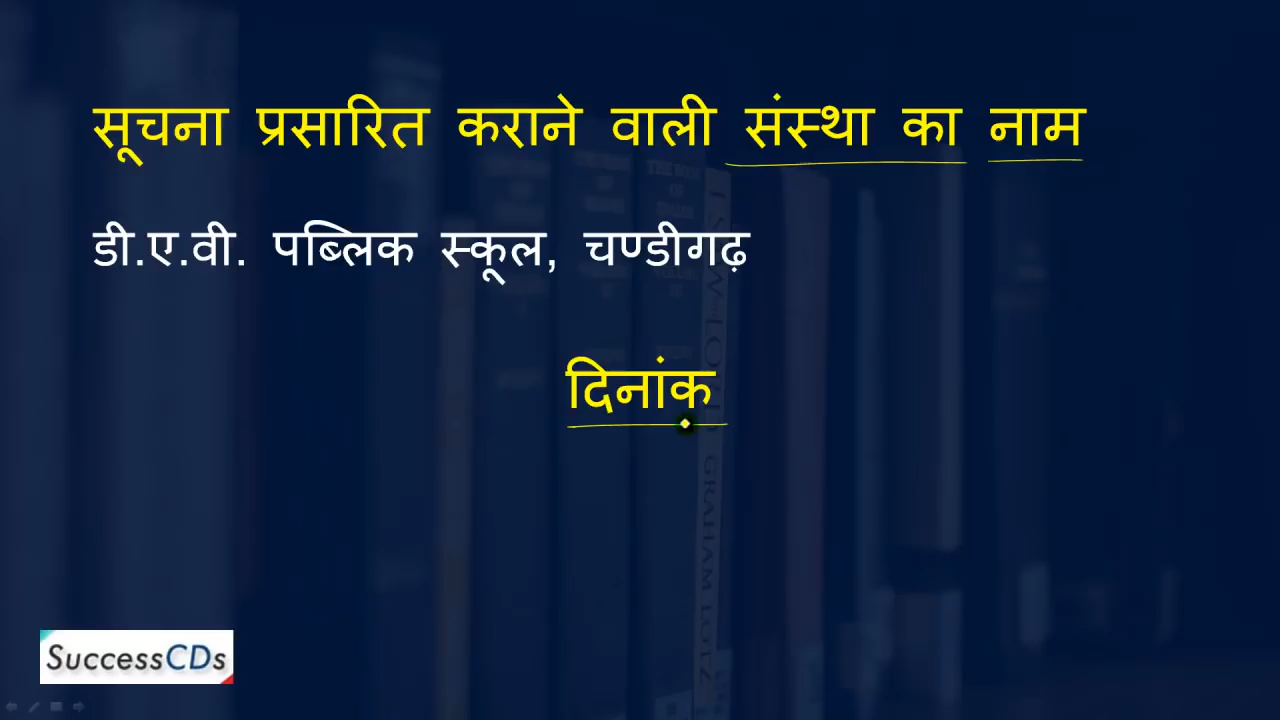 सूचना प्रसारित कराने वाली संस्था का नाम
डी.ए.वी. पब्लिक स्कूल, चण्डीगढ़
दिनांक
SuccessCDs